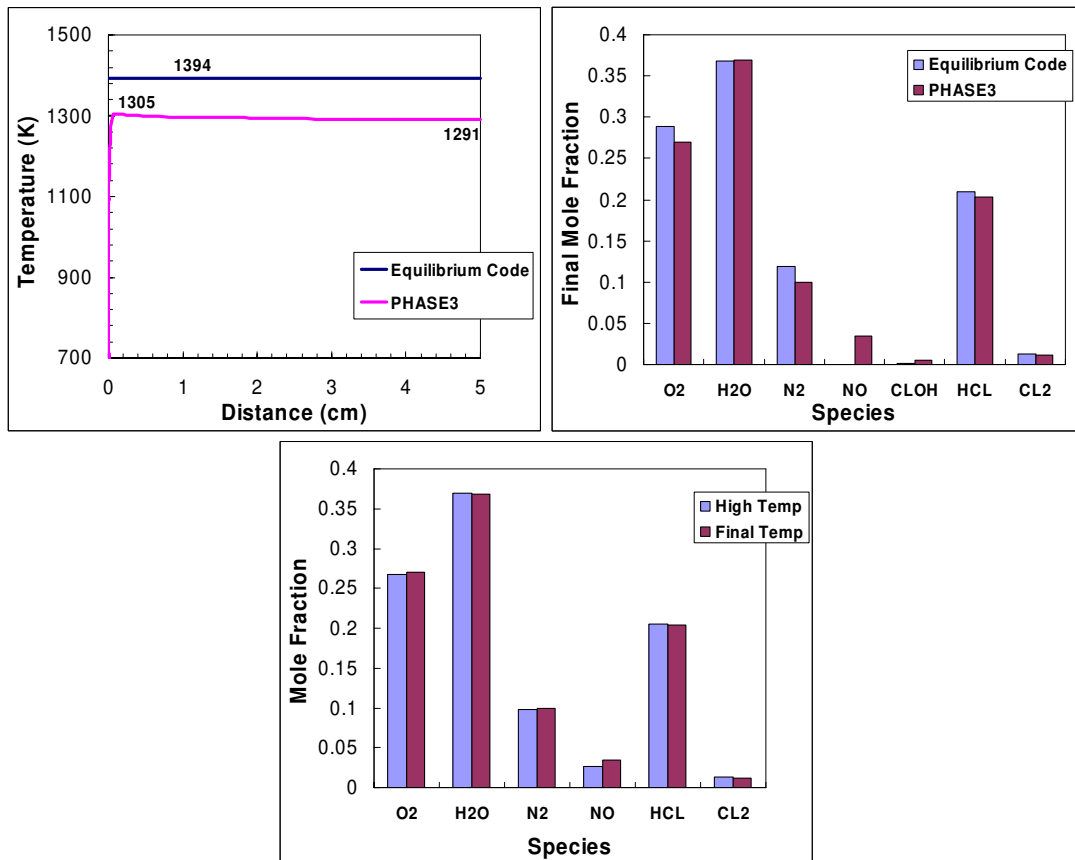 1500
1300
1100
900
700
Temperature (K)
1394
1305
1291
Equilibrium Code
PHASE3
0 1 2 3 4 5
Distance (cm)
0.4
0.35
0.3
0.25
0.2
0.15
0.1
0.05
0
Final Mole Fraction
Equilibrium Code
PHASE3
O2 H2O N2 NO CLOH HCL CL2
Species
0.4
0.35
0.3
0.25
0.2
0.15
0.1
0.05
0
Mole Fraction
High Temp
Final Temp
O2 H2O N2 NO HCL CL2
Species